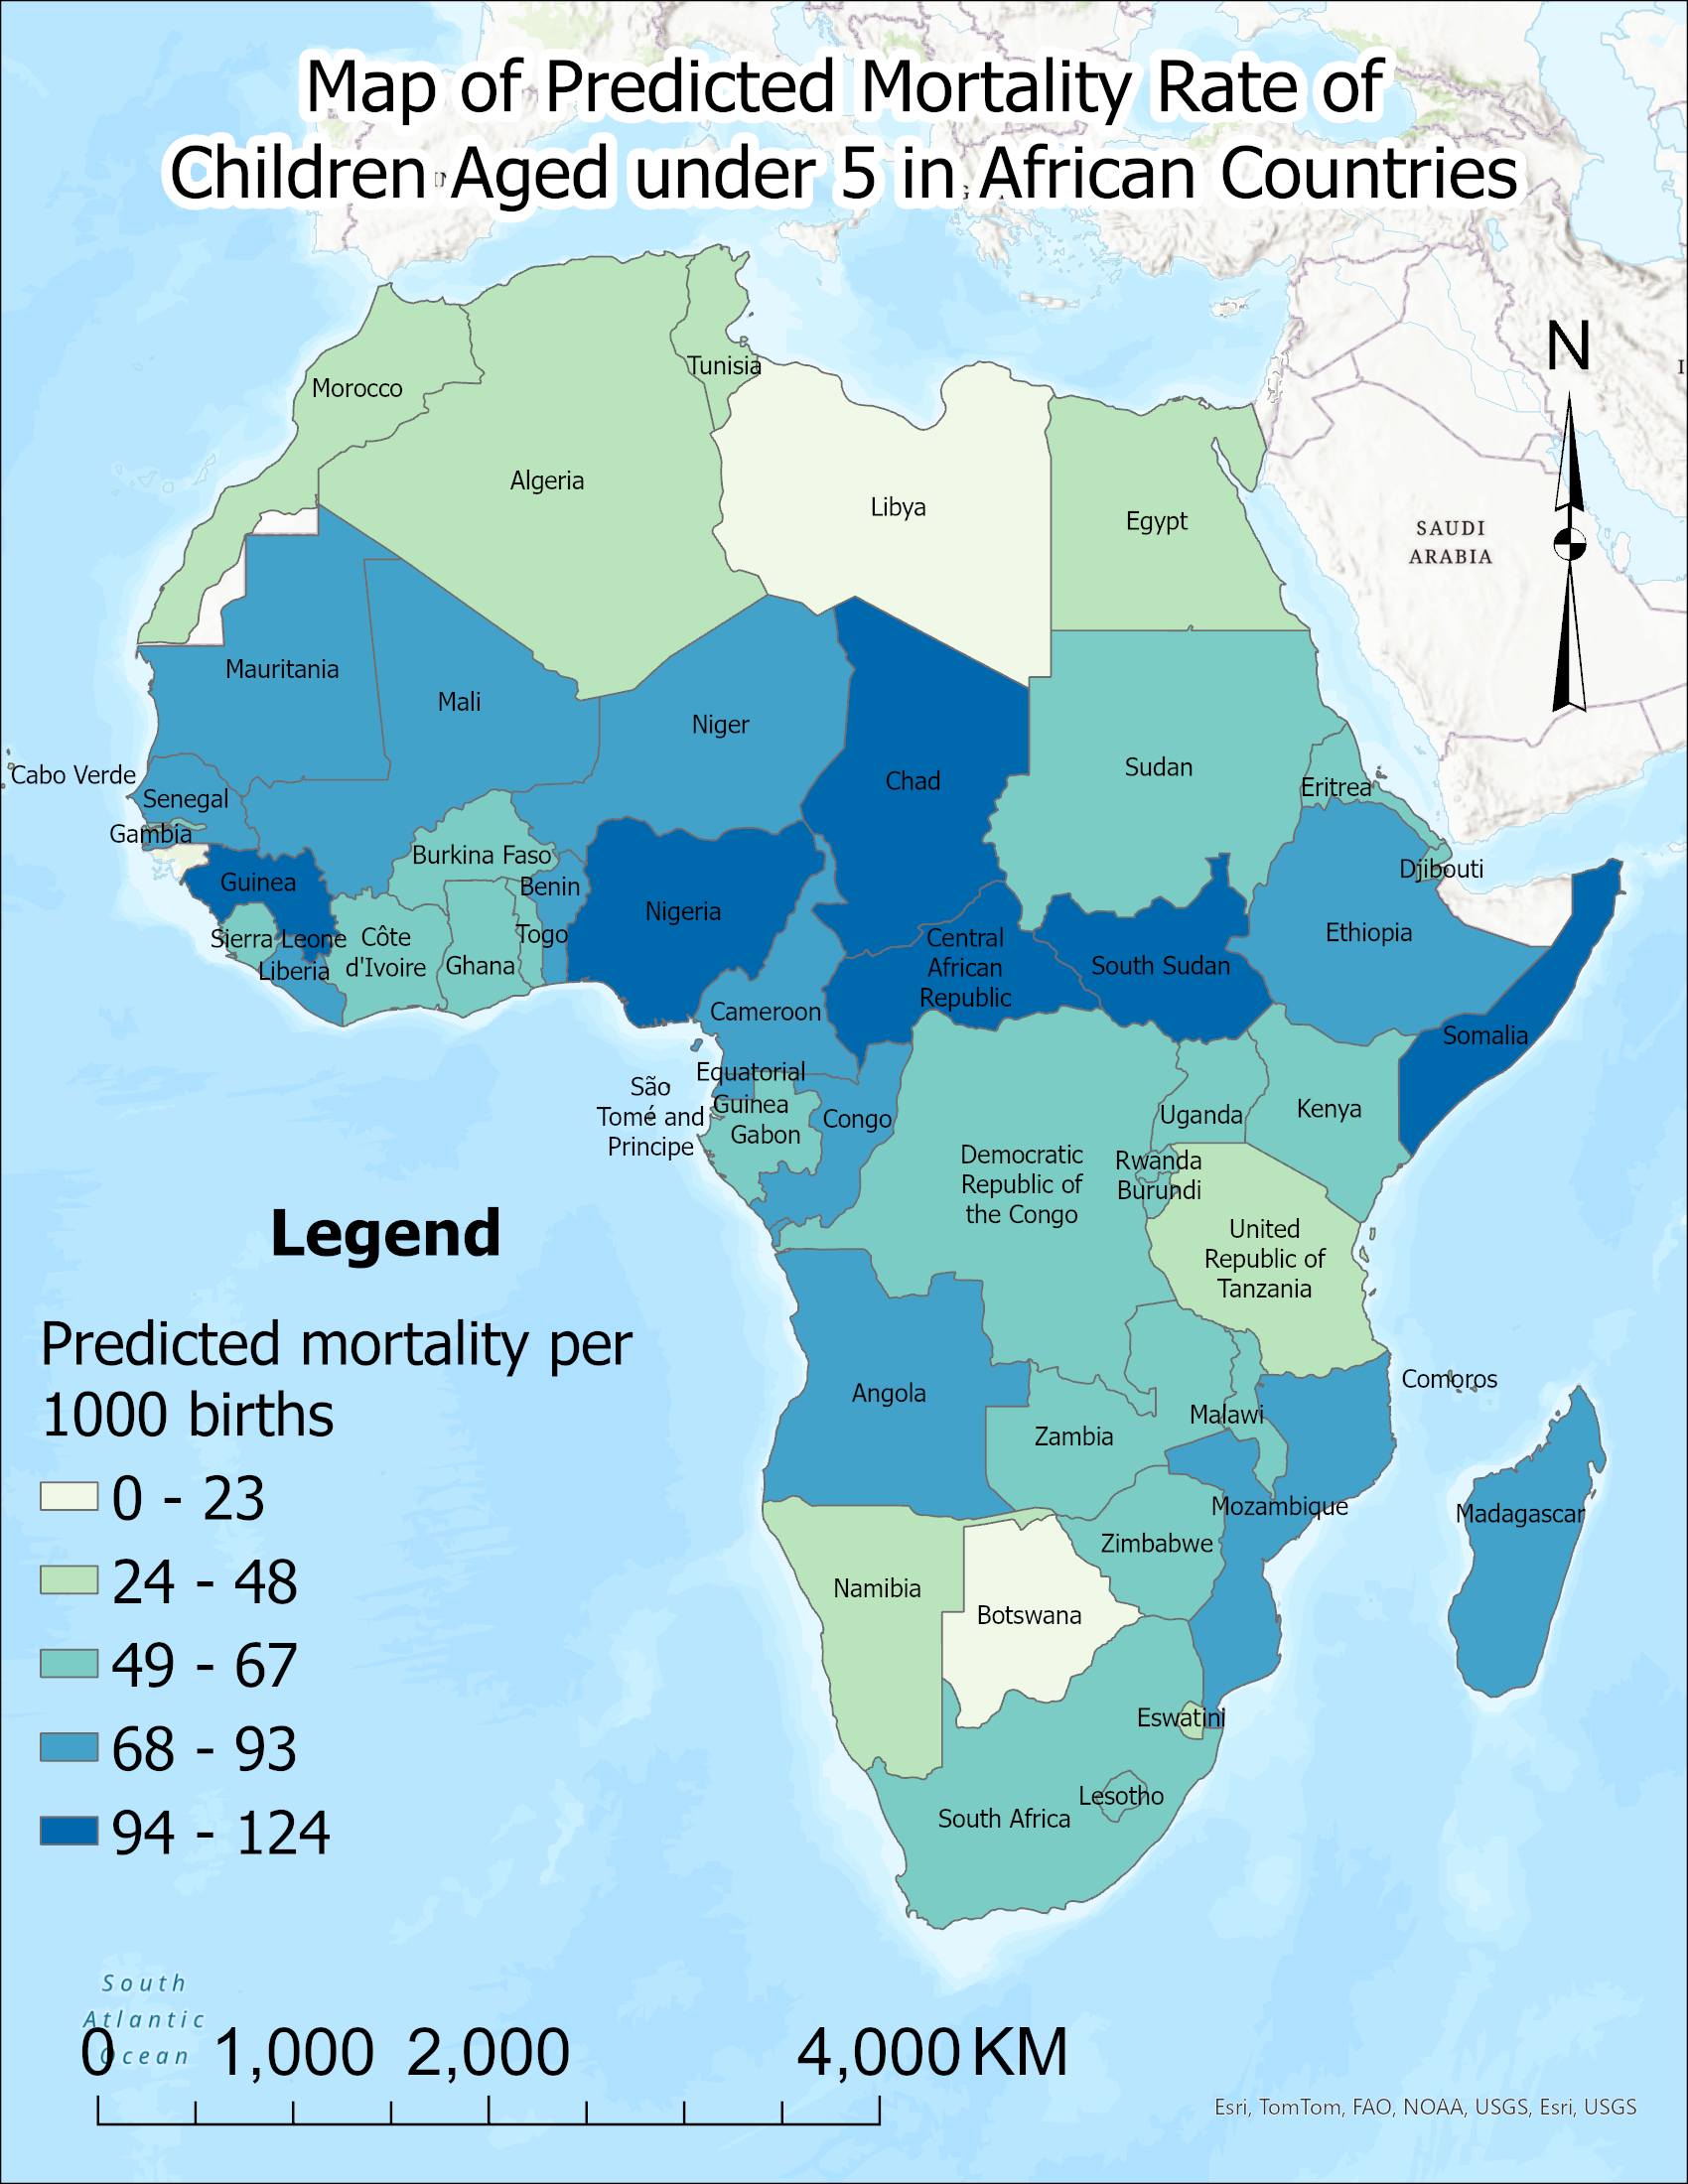 Map of Predicted Mortality Rate of
Children Aged under 5 in African Countries
N
Tunisia
Morocco
Algeria
Libya
Egypt
SAUDI
ARABIA
Mauritania
Mali
Niger
Chad
Sudan
Eritrea
Cabo Verde
Senegal
Gambia
Burkina Faso
Djibouti
Guinea
Benin
Nigeria
Ethiopia
Sierra Leone
Côte
d'Ivoire
Togo
Ghana
Liberia
Central
African
Republic
South Sudan
Cameroon
Somalia
Equatorial
Guinea
São
Tomé and
Principe
Gabon
Congo
Uganda
Kenya
Democratic
Republic of
the Congo
Rwanda
Burundi
United
Republic of
Tanzania
Legend
Predicted mortality per
1000 births
0 - 23
24 - 48
49 - 67
68 - 93
94 - 124
Angola
Comoros
Malawi
Zambia
Mozambique
Madagascar
Zimbabwe
Namibia
Botswana
Eswatini
Lesotho
South Africa
South
Atlantic
Ocean
0 1,000 2,000 4,000 KM
Esri, TomTom, FAO, NOAA, USGS, Esri, USGS